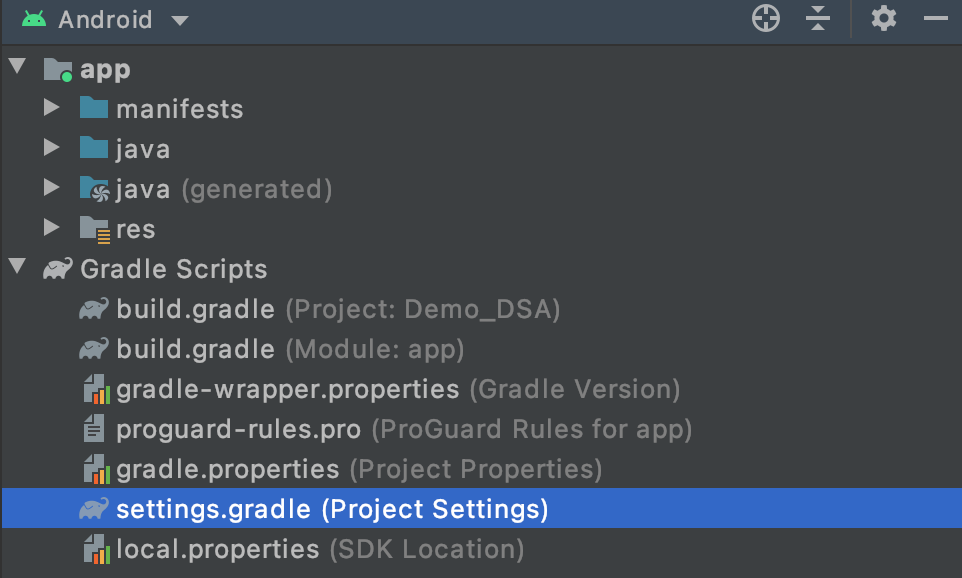 Android
app
manifests
java
java (generated)
res
Gradle Scripts
build.gradle (Project: Demo_DSA)
build.gradle (Module: app)
gradle-wrapper.properties (Gradle Version)
proguard-rules.pro (ProGuard Rules for app)
gradle.properties (Project Properties)
settings.gradle (Project Settings)
local.properties (SDK Location)